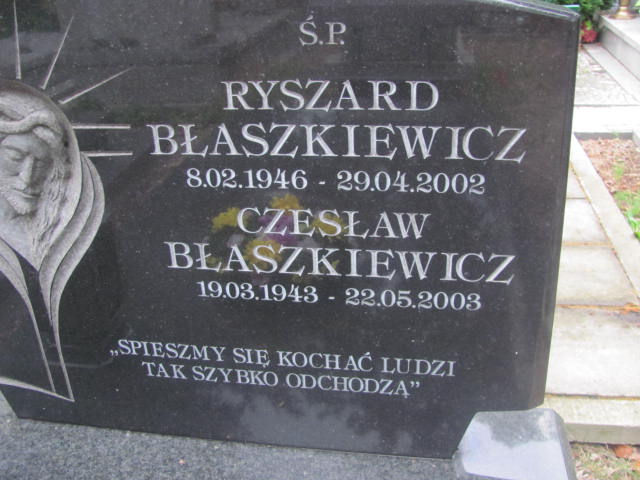 Ś.P.
RYSZARD
BŁASZKIEWICZ
8.02.1946 - 29.04.2002
CZESŁAW
BŁASZKIEWICZ
19.03.1943 - 22.05.2003
„SPIESZMY SIĘ KOCHAĆ LUDZI
TAK SZYBKO ODCHODZĄ”